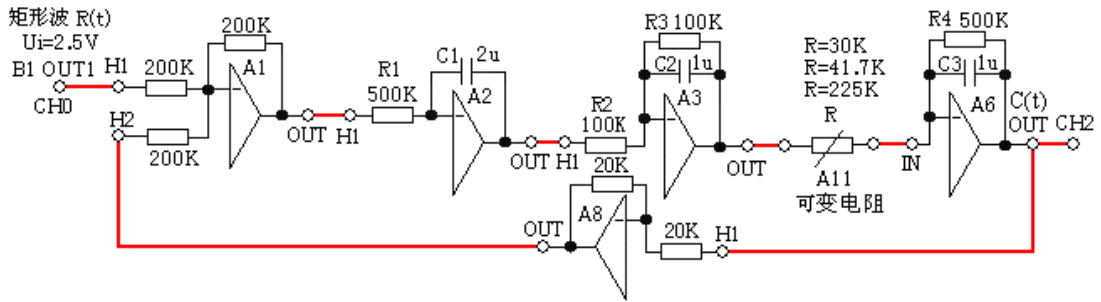 矩形波 R(t)
Ui=2.5V
B1 OUT1 H1
CH0
200K
200K
A1
H2
200K
OUT
H1
R1
500K
C1 2u
A2
OUT H1
R2
100K
R3 100K
C2 1u
A3
OUT
R=30K
R=41.7K
R=225K
R
A11
可变电阻
IN
R4 500K
C3 1u
A6
C(t)
OUT CH2
20K
A8
OUT
20K
H1